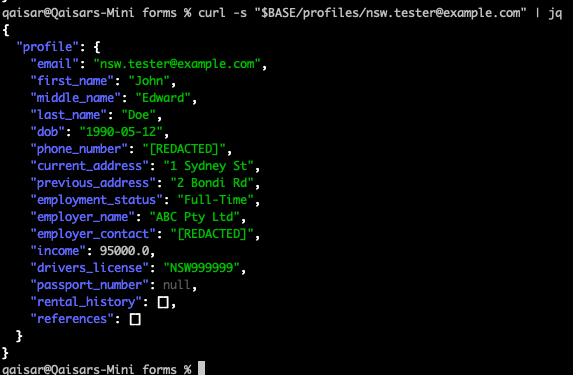 qaisar@Qaisars-Mini forms % curl -s "$BASE/profiles/nsw.tester@example.com" | jq
{
  "profile": {
    "email": "nsw.tester@example.com",
    "first_name": "John",
    "middle_name": "Edward",
    "last_name": "Doe",
    "dob": "1990-05-12",
    "phone_number": "[REDACTED]",
    "current_address": "1 Sydney St",
    "previous_address": "2 Bondi Rd",
    "employment_status": "Full-Time",
    "employer_name": "ABC Pty Ltd",
    "employer_contact": "[REDACTED]",
    "income": 95000.0,
    "drivers_license": "NSW999999",
    "passport_number": null,
    "rental_history": [],
    "references": []
  }
}
qaisar@Qaisars-Mini forms %